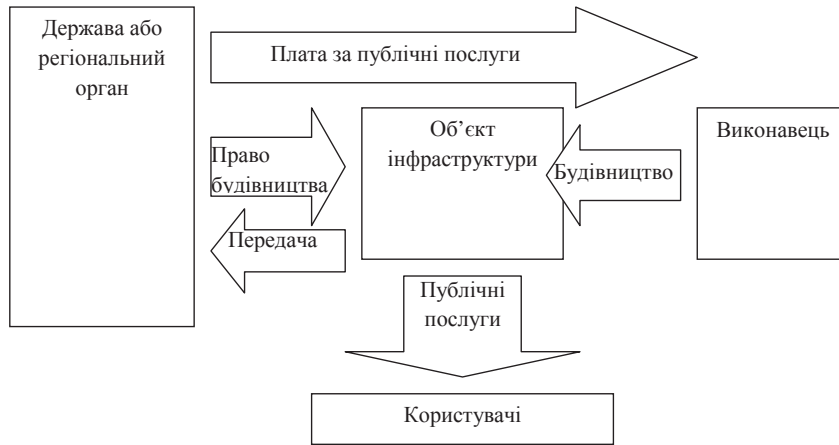 Держава або
регіональний
орган
Плата за публічні послуги
Право
будівництва
Передача
Об’єкт
інфраструктури
Будівництво
Виконавець
Публічні
послуги
Користувачі